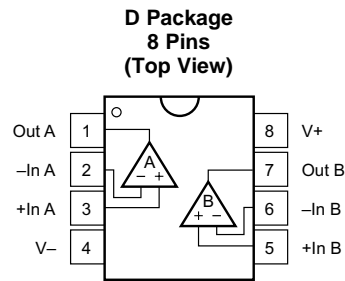 D Package
8 Pins
(Top View)
Out A 1 8 V+
–In A 2 A 7 Out B
– +
+In A 3 B 6 –In B
+ –
V– 4 5 +In B